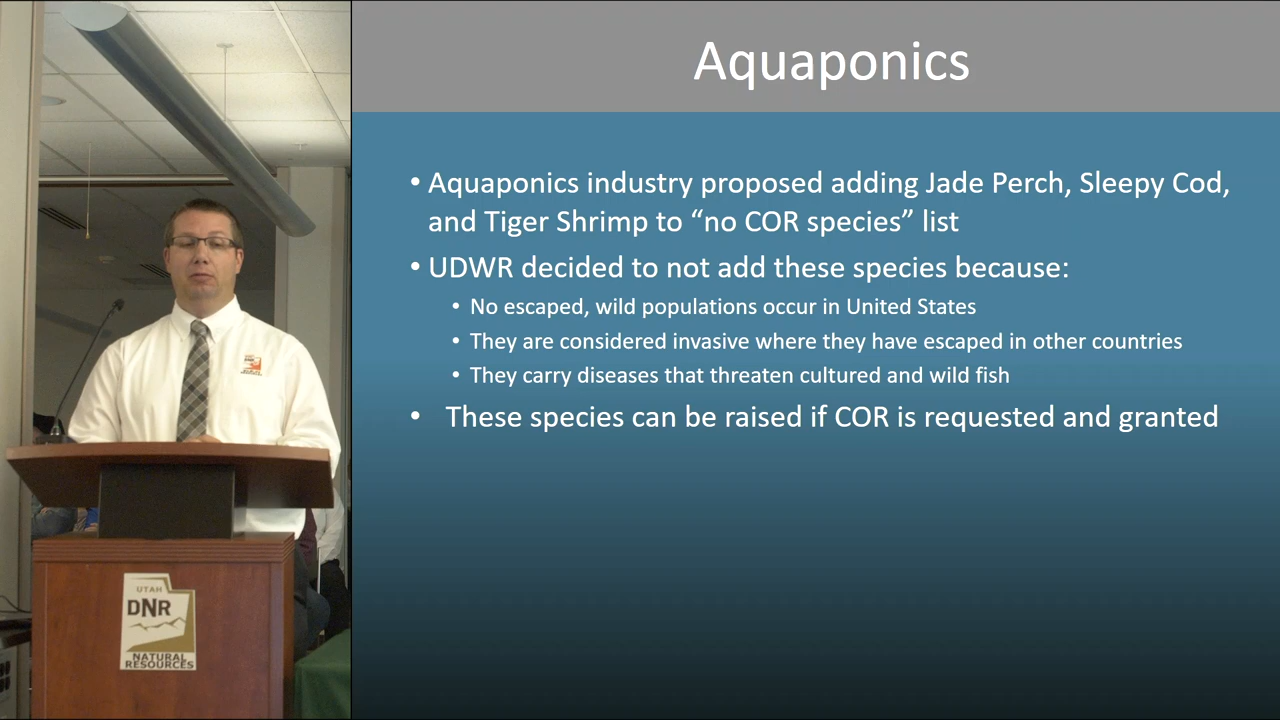 Aquaponics
• Aquaponics industry proposed adding Jade Perch, Sleepy Cod,
and Tiger Shrimp to “no COR species” list
• UDWR decided to not add these species because:
• No escaped, wild populations occur in United States
• They are considered invasive where they have escaped in other countries
• They carry diseases that threaten cultured and wild fish
• These species can be raised if COR is requested and granted
UTAH
DNR
NATURAL
RESOURCES